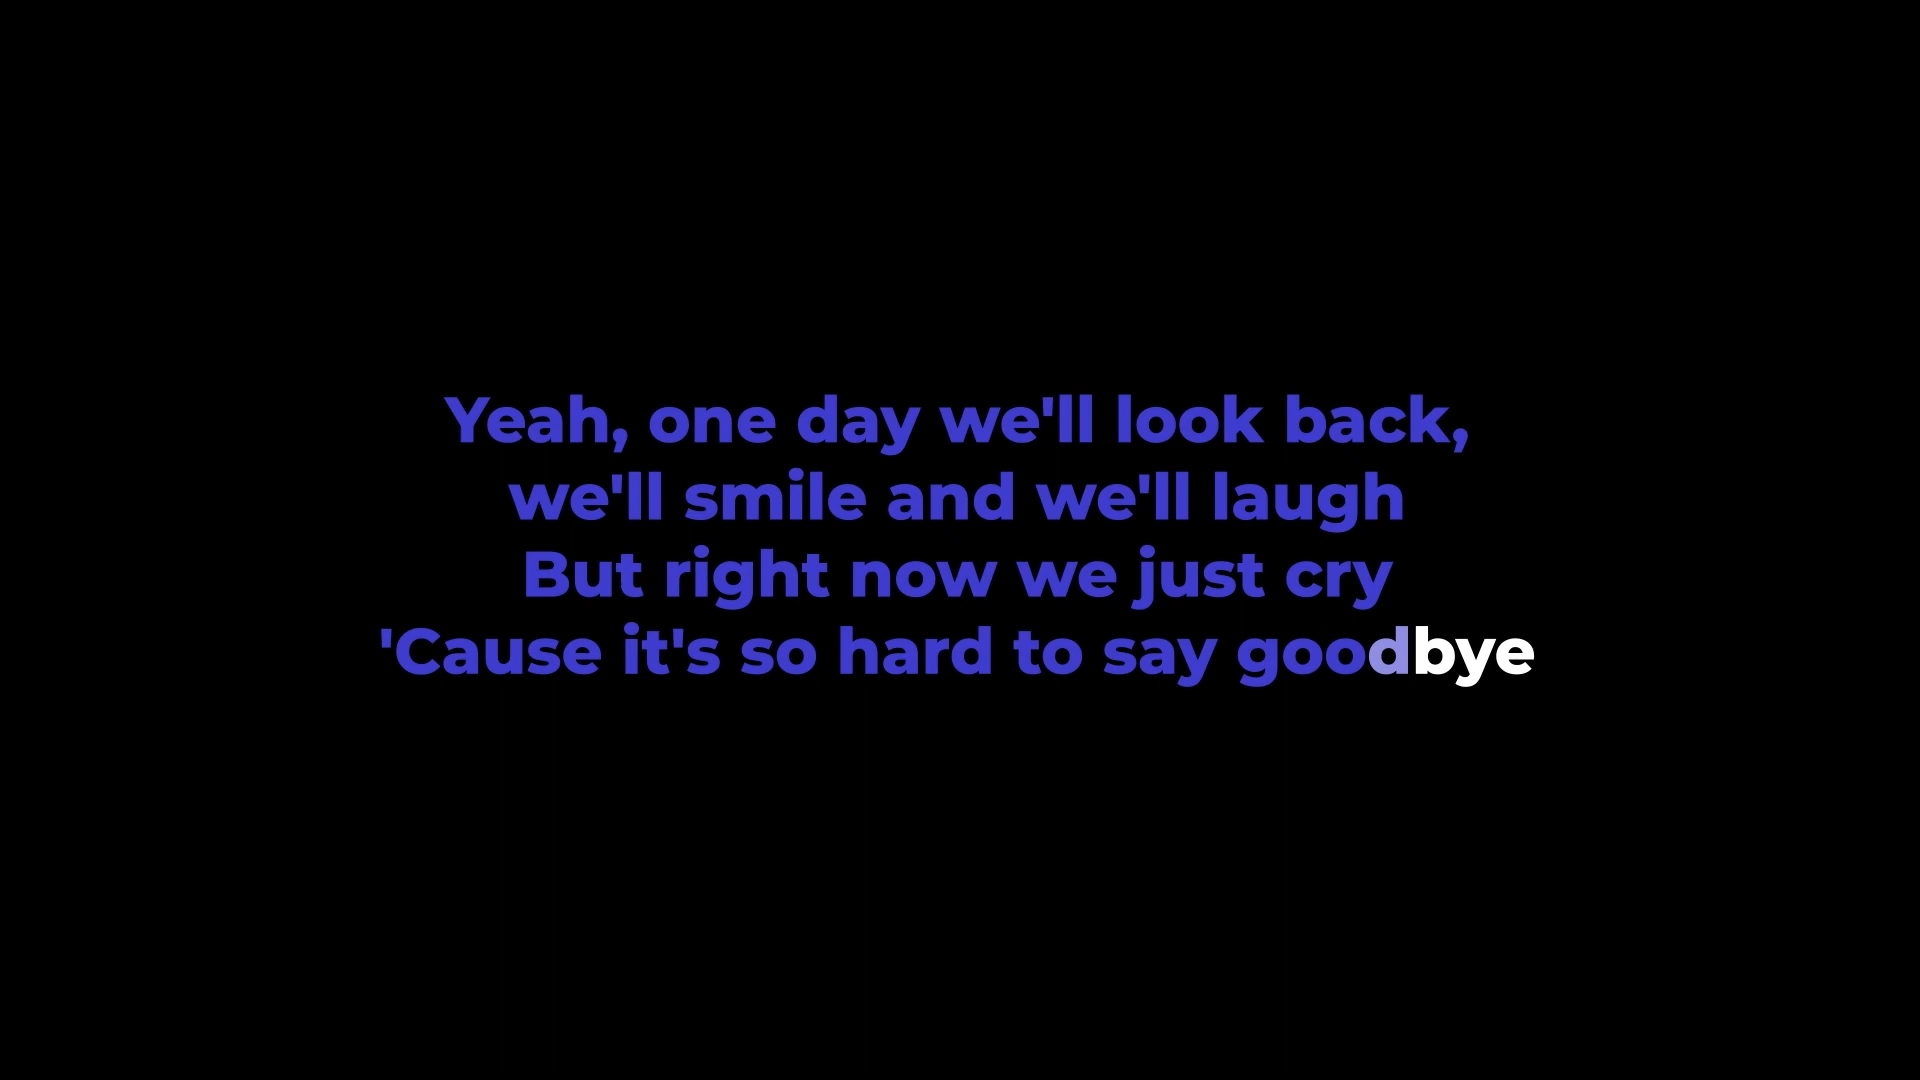 Yeah, one day we'll look back,
we'll smile and we'll laugh
But right now we just cry
'Cause it's so hard to say goodbye